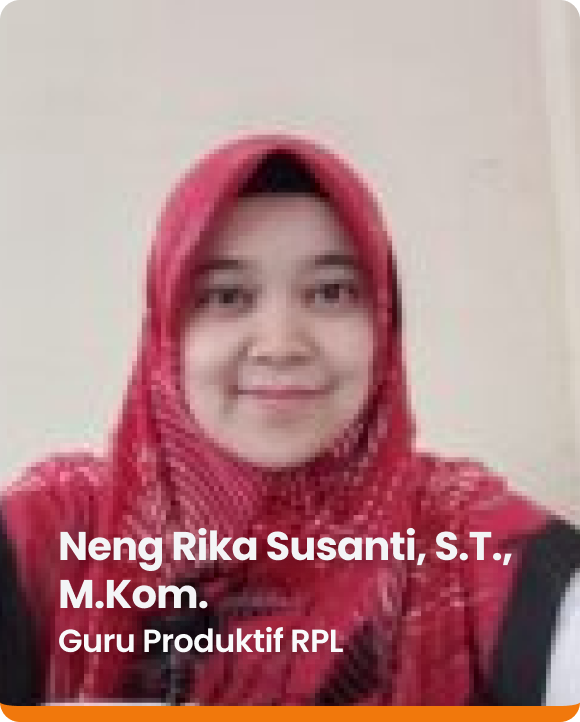 Neng Rika Susanti, S.T.,
M.Kom.
Guru Produktif RPL